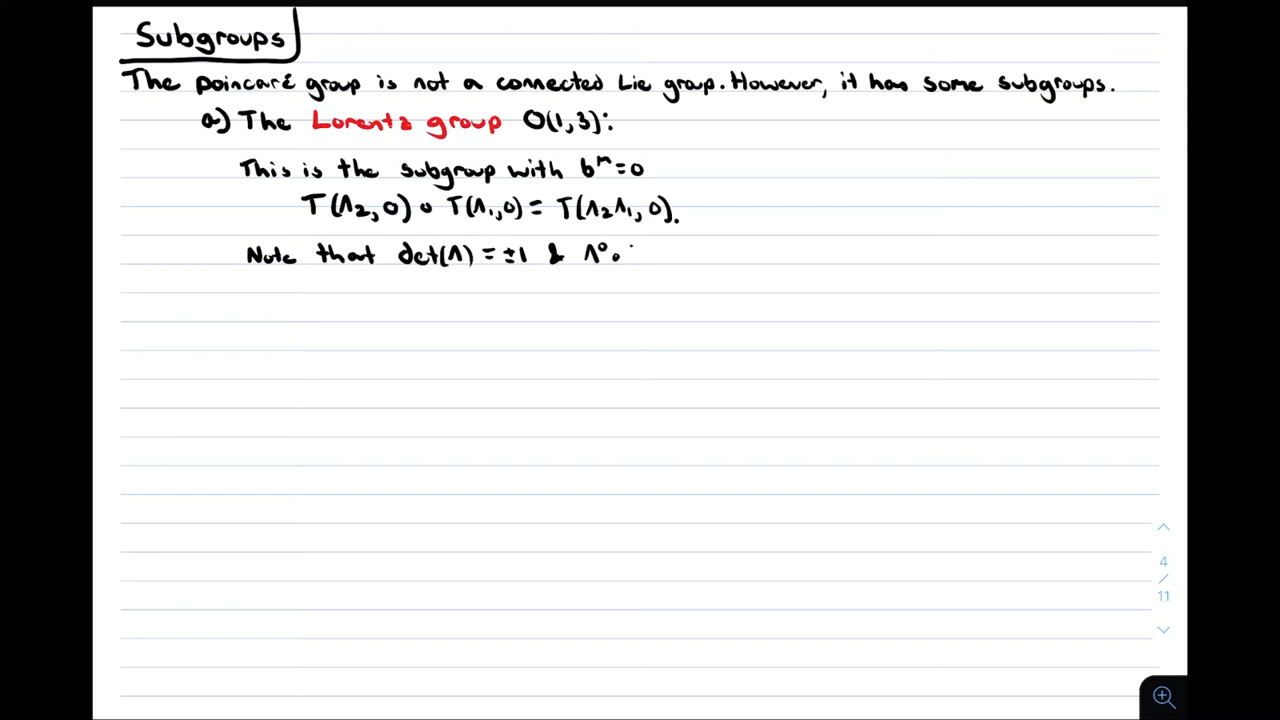 Subgroups
The poincaré group is not a connected Lie group. However, it has some subgroups.
a) The Lorentz group O(1,3):
This is the subgroup with b^μ=0
T(Λ₂,0) ∘ T(Λ₁,0) = T(Λ₂Λ₁,0).
Note that det(Λ) = ±1 & Λ⁰₀
4
/
11